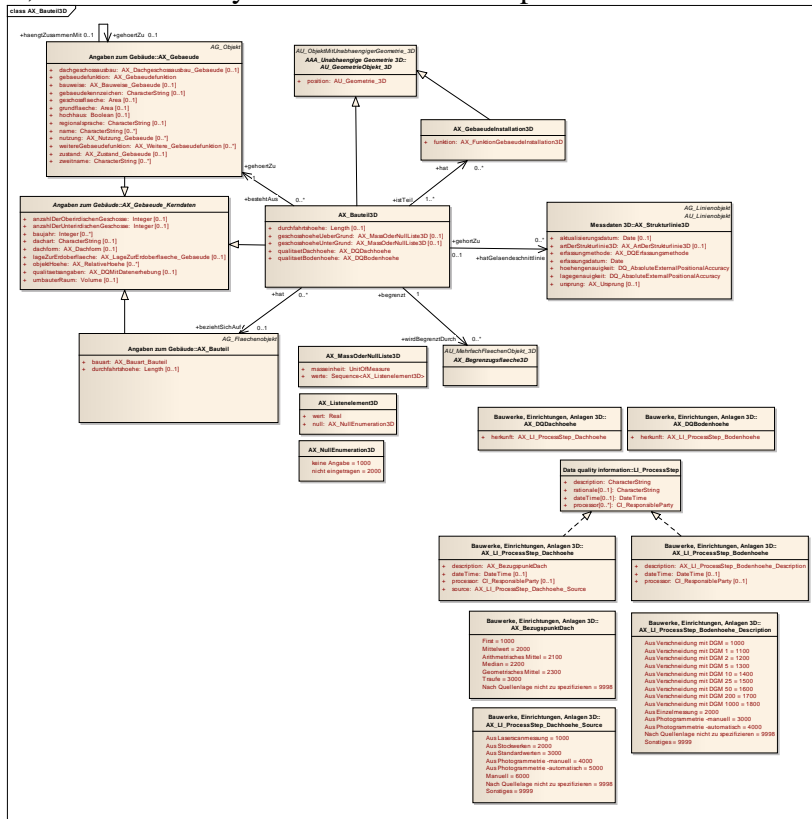 class AX_Bauteil3D
+haengtZusammenMit 0..1
+gehoertZu
AG_Objekt
Angaben zum Gebäude::AX_Gebaeude
+ dachgeschossausbau: AX_Dachgeschossausbau_Gebaeude [0..1]
+ gebaeudefunktion: AX_Gebaeudefunktion
+ bauweise: AX_Bauweise_Gebaeude [0..1]
+ gebaeudekennzeichen: CharacterString [0..1]
+ geschossflaeche: Area [0..1]
+ grundflaeche: Area [0..1]
+ hochhaus: Boolean [0..1]
+ regionalsprache: CharacterString [0..1]
+ name: CharacterString [0..*]
+ nutzung: AX_Nutzung_Gebaeude [0..*]
+ weitereGebaeudefunktion: AX_Weitere_Gebaeudefunktion [0..*]
+ zustand: AX_Zustand_Gebaeude [0..1]
+ zweitname: CharacterString [0..*]
AU_ObjektMitUnabhaengigerGeometrie_3D
AAA_Unabhaengige Geometrie 3D::
AU_GeometrieObjekt_3D
+ position: AU_Geometrie_3D
AX_GebaeudeInstallation3D
+ funktion: AX_FunktionGebaeudeInstallation3D
+gehoertZu
1
+bestehtAus
0..*
+hat
0..*
+istTeil
1..*
Angaben zum Gebäude::AX_Gebaeude_Kerndaten
+ anzahlDerOberirdischenGeschosse: Integer [0..1]
+ anzahlDerUnterirdischenGeschosse: Integer [0..1]
+ baujahr: Integer [0..*]
+ dachart: CharacterString [0..1]
+ dachform: AX_Dachform [0..1]
+ lageZurErdoberflaeche: AX_LageZurErdoberflaeche_Gebaeude [0..1]
+ objektHoehe: AX_RelativeHoehe [0..*]
+ qualitaetsangaben: AX_DQMitDatenerhebung [0..1]
+ umbauterRaum: Volume [0..1]
AX_Bauteil3D
+ durchfahrtshoehe: Length [0..1]
+ geschosshoeheUeberGrund: AX_MassOderNullListe3D [0..1]
+ geschosshoeheUnterGrund: AX_MassOderNullListe3D [0..1]
+ qualitaetDachhoehe: AX_DQDachhoehe
+ qualitaetBodenhoehe: AX_DQBodenhoehe
+gehortZu
0..1
0..*
+hatGelaendeschnittlinie
AG_Linienobjekt
AU_Linienobjekt
Messdaten 3D::AX_Strukturlinie3D
+ aktualisierungsdatum: Date [0..1]
+ artDerStrukturlinie3D: AX_ArtDerStrukturlinie3D [0..1]
+ erfassungsmethode: AX_DQErfassungsmethode
+ erfassungsdatum: Date
+ hoehengenauigkeit: DQ_AbsoluteExternalPositionalAccuracy
+ lagegenauigkeit: DQ_AbsoluteExternalPositionalAccuracy
+ ursprung: AX_Ursprung [0..1]
+hat
0..*
+beziehtSichAuf
0..1
+begrenzt
1
+wirdBegrenztDurch
0..*
AG_Flaechenobjekt
Angaben zum Gebäude::AX_Bauteil
+ bauart: AX_Bauart_Bauteil
+ durchfahrtshoehe: Length [0..1]
AX_MassOderNullListe3D
+ masseinheit: UnitOfMeasure
+ werte: Sequence<AX_Listenelement3D>
AU_MehrfachFlaechenObjekt_3D
AX_Begrenzugsflaeche3D
AX_Listenelement3D
+ wert: Real
+ null: AX_NullEnumeration3D
AX_NullEnumeration3D
keine Angabe = 1000
nicht eingetragen = 2000
Bauwerke, Einrichtungen, Anlagen 3D::
AX_DQDachhoehe
+ herkunft: AX_LI_ProcessStep_Dachhoehe
Bauwerke, Einrichtungen, Anlagen 3D::
AX_DQBodenhoehe
+ herkunft: AX_LI_ProcessStep_Bodenhoehe
Data quality information::LI_ProcessStep
+ description: CharacterString
+ rationale[0..1]: CharacterString
+ dateTime[0..1]: DateTime
+ processor[0..*]: CI_ResponsibleParty
Bauwerke, Einrichtungen, Anlagen 3D::
AX_LI_ProcessStep_Dachhoehe
+ description: AX_BezugspunktDach
+ dateTime: DateTime [0..1]
+ processor: CI_ResponsibleParty [0..1]
+ source: AX_LI_ProcessStep_Dachhoehe_Source
Bauwerke, Einrichtungen, Anlagen 3D::
AX_LI_ProcessStep_Bodenhoehe
+ description: AX_LI_ProcessStep_Bodenhoehe_Description
+ dateTime: DateTime [0..1]
+ processor: CI_ResponsibleParty [0..1]
Bauwerke, Einrichtungen, Anlagen 3D::
AX_BezugspunktDach
First = 1000
Mittelwert = 2000
Arithmetrisches Mittel = 2100
Median = 2200
Geometrisches Mittel = 2300
Traufe = 3000
Nach Quellenlage nicht zu spezifizieren = 9998
Bauwerke, Einrichtungen, Anlagen 3D::
AX_LI_ProcessStep_Bodenhoehe_Description
Aus Verschneidung mit DGM = 1000
Aus Verschneidung mit DGM 1 = 1100
Aus Verschneidung mit DGM 2 = 1200
Aus Verschneidung mit DGM 5 = 1300
Aus Verschneidung mit DGM 10 = 1400
Aus Verschneidung mit DGM 25 = 1500
Aus Verschneidung mit DGM 50 = 1600
Aus Verschneidung mit DGM 200 = 1700
Aus Verschneidung mit DGM 1000 = 1800
Aus Einzelmessung = 2000
Aus Photogrammetrie -manuell = 3000
Aus Photogrammetrie -automatisch = 4000
Nach Quellenlage nicht zu spezifizieren = 9998
Sonstiges = 9999
Bauwerke, Einrichtungen, Anlagen 3D::
AX_LI_ProcessStep_Dachhoehe_Source
Aus Laserscanmessung = 1000
Aus Stockwerken = 2000
Aus Standardwerten = 3000
Aus Photogrammetrie -manuell = 4000
Aus Photogrammetrie -automatisch = 5000
Manuell = 6000
Nach Quellenlage nicht zu spezifizieren = 9998
Sonstiges = 9999